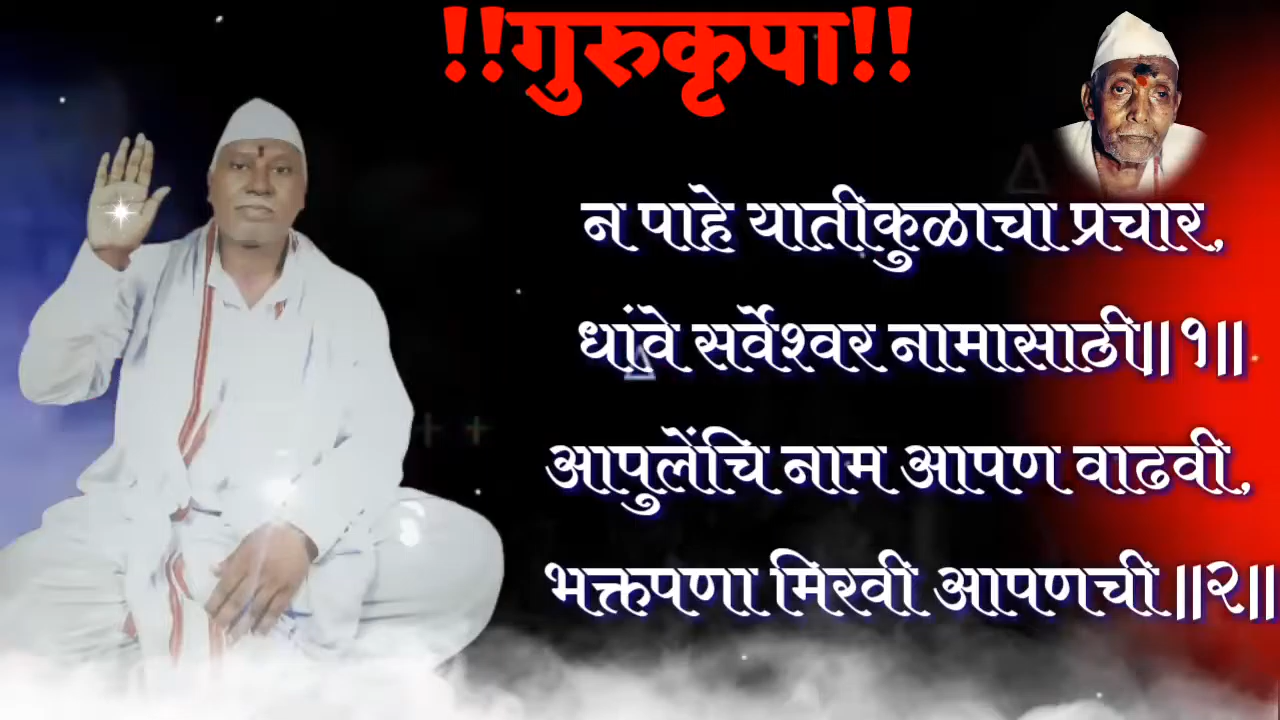 !!गुरुकृपा!!
न पाहे यातीकुळाचा प्रचार,
धांवे सर्वेश्वर नामासाठी|| १||
आपुलेंचि नाम आपण वाढवी,
भक्तपणा मिरवी आपणची ||२||